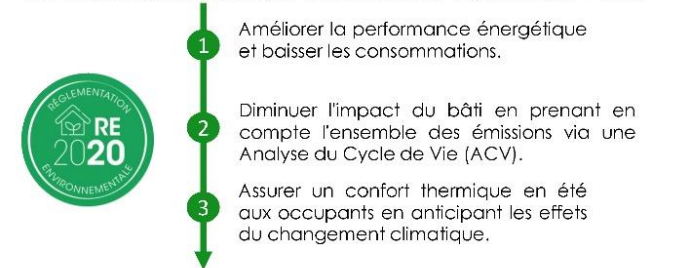 1
Améliorer la performance énergétique
et baisser les consommations.
RÉGLEMENTATION
RE
2020
ENVIRONNEMENTALE
2
Diminuer l'impact du bâti en prenant en
compte l'ensemble des émissions via une
Analyse du Cycle de Vie (ACV).
3
Assurer un confort thermique en été
aux occupants en anticipant les effets
du changement climatique.